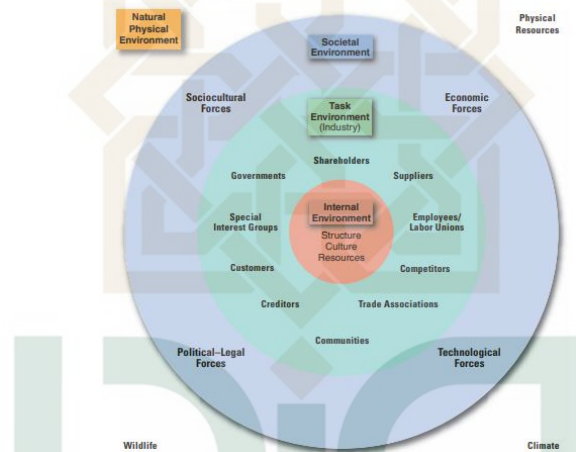 Natural
Physical
Environment
Physical
Resources
Societal
Environment
Sociocultural
Forces
Economic
Forces
Task
Environment
(Industry)
Shareholders
Governments
Suppliers
Internal
Environment
Structure
Culture
Resources
Special
Interest Groups
Employees/
Labor Unions
Customers
Competitors
Creditors
Trade Associations
Communities
Political–Legal
Forces
Technological
Forces
Wildlife
Climate